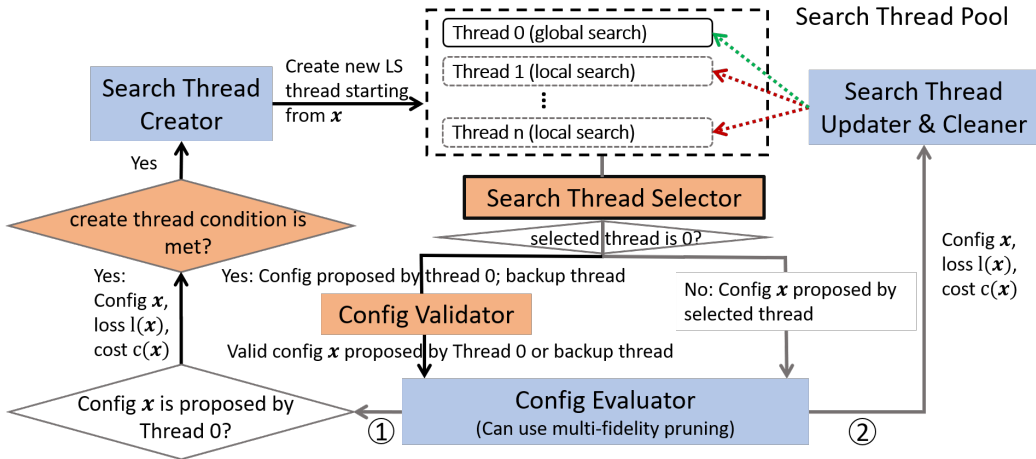 Search Thread Pool
Thread 0 (global search)
Thread 1 (local search)
Thread n (local search)
Create new LS
thread starting
from x
Search Thread
Creator
Search Thread
Updater & Cleaner
Yes
Search Thread Selector
create thread condition is
met?
selected thread is 0?
Yes: Config proposed by thread 0; backup thread
Config Validator
No: Config x proposed by
selected thread
Config x,
loss l(x),
cost c(x)
Yes:
Config x,
loss l(x),
cost c(x)
Valid config x proposed by Thread 0 or backup thread
Config x is proposed by
Thread 0?
①
Config Evaluator
(Can use multi-fidelity pruning)
②